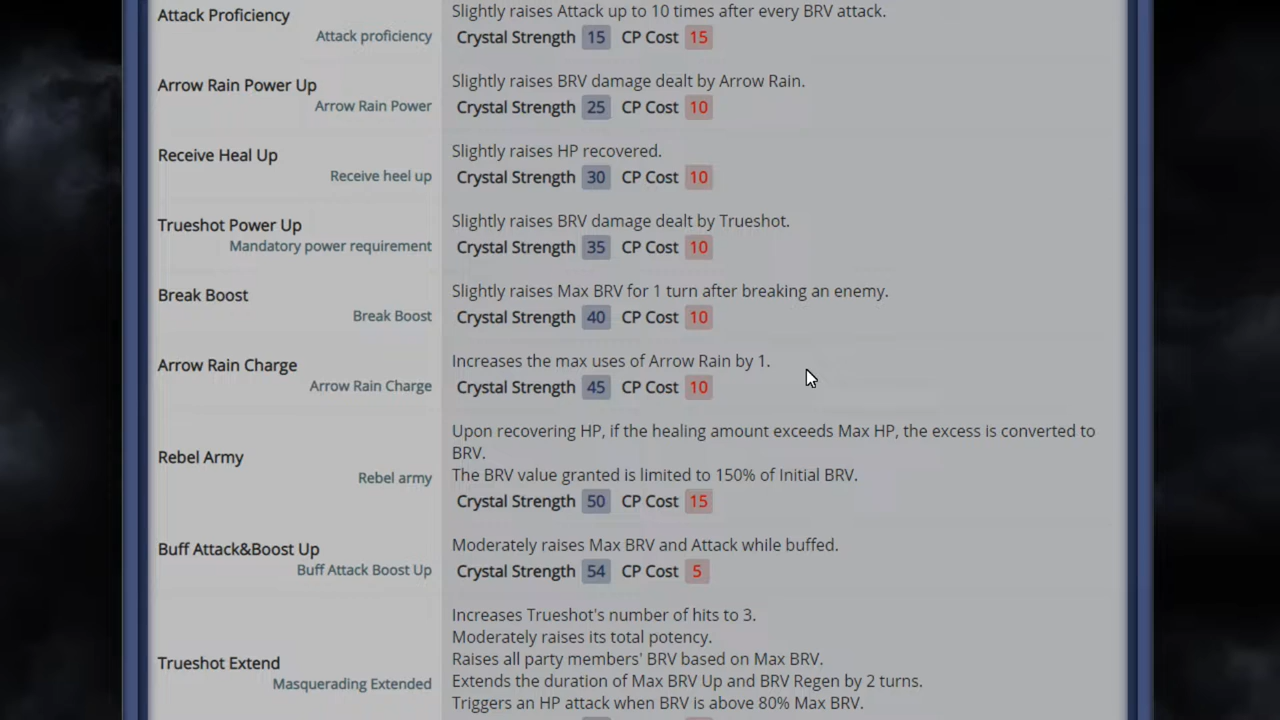 Attack Proficiency
Attack proficiency
Slightly raises Attack up to 10 times after every BRV attack.
Crystal Strength 15 CP Cost 15
Arrow Rain Power Up
Arrow Rain Power
Slightly raises BRV damage dealt by Arrow Rain.
Crystal Strength 25 CP Cost 10
Receive Heal Up
Receive heel up
Slightly raises HP recovered.
Crystal Strength 30 CP Cost 10
Trueshot Power Up
Mandatory power requirement
Slightly raises BRV damage dealt by Trueshot.
Crystal Strength 35 CP Cost 10
Break Boost
Break Boost
Slightly raises Max BRV for 1 turn after breaking an enemy.
Crystal Strength 40 CP Cost 10
Arrow Rain Charge
Arrow Rain Charge
Increases the max uses of Arrow Rain by 1.
Crystal Strength 45 CP Cost 10
Rebel Army
Rebel army
Upon recovering HP, if the healing amount exceeds Max HP, the excess is converted to
BRV.
The BRV value granted is limited to 150% of Initial BRV.
Crystal Strength 50 CP Cost 15
Buff Attack&Boost Up
Buff Attack Boost Up
Moderately raises Max BRV and Attack while buffed.
Crystal Strength 54 CP Cost 5
Trueshot Extend
Masquerading Extended
Increases Trueshot's number of hits to 3.
Moderately raises its total potency.
Raises all party members' BRV based on Max BRV.
Extends the duration of Max BRV Up and BRV Regen by 2 turns.
Triggers an HP attack when BRV is above 80% Max BRV.